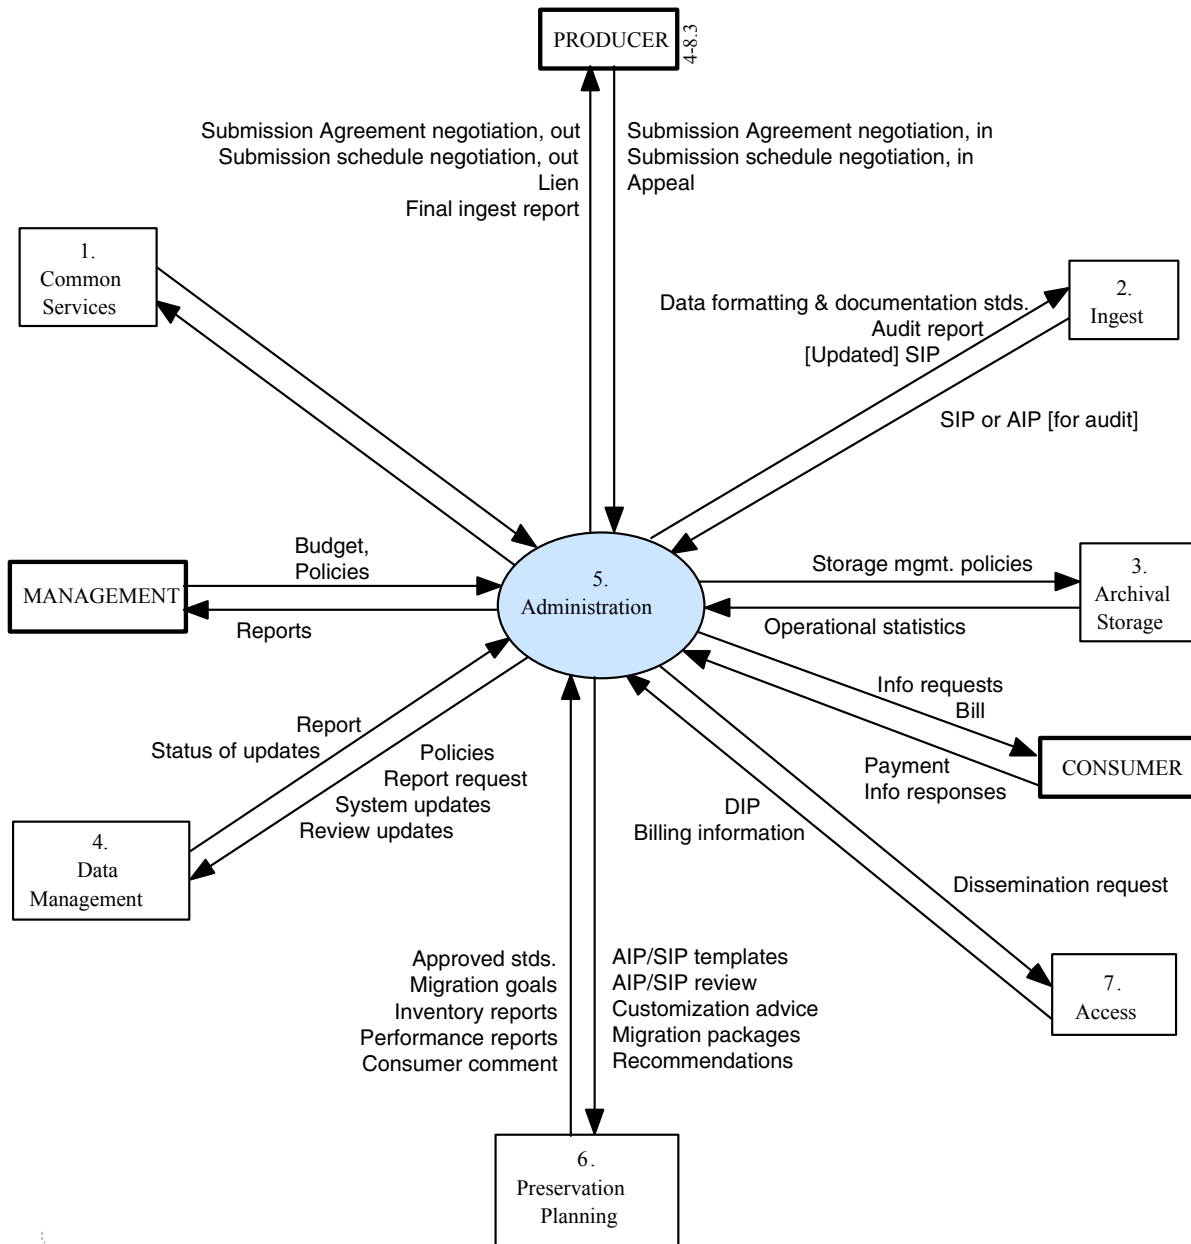 PRODUCER
4-8.3
Submission Agreement negotiation, out
Submission schedule negotiation, out
Lien
Final ingest report
Submission Agreement negotiation, in
Submission schedule negotiation, in
Appeal
1.
Common
Services
2.
Ingest
Data formatting & documentation stds.
Audit report
[Updated] SIP
SIP or AIP [for audit]
MANAGEMENT
Budget,
Policies
Reports
5.
Administration
Storage mgmt. policies
Operational statistics
3.
Archival
Storage
Info requests
Bill
Payment
Info responses
CONSUMER
Report
Status of updates
Policies
Report request
System updates
Review updates
4.
Data
Management
DIP
Billing information
Dissemination request
7.
Access
Approved stds.
Migration goals
Inventory reports
Performance reports
Consumer comment
AIP/SIP templates
AIP/SIP review
Customization advice
Migration packages
Recommendations
6.
Preservation
Planning